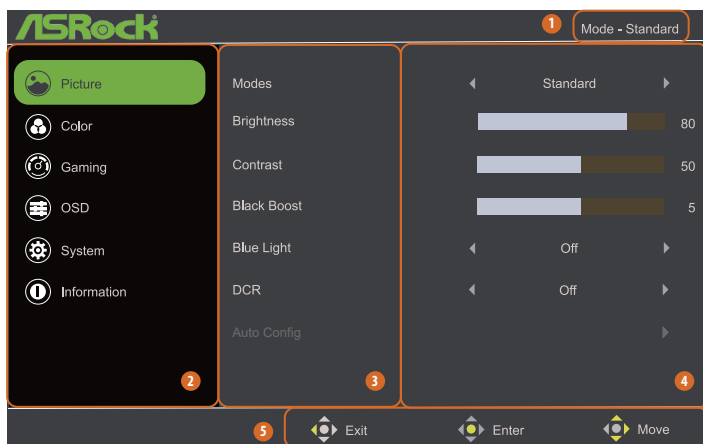 ASRock
1 Mode - Standard
Picture
Color
Gaming
OSD
System
Information
2
Modes Standard
Brightness 80
Contrast 50
Black Boost 5
Blue Light Off
DCR Off
Auto Config
3
4
5 Exit Enter Move